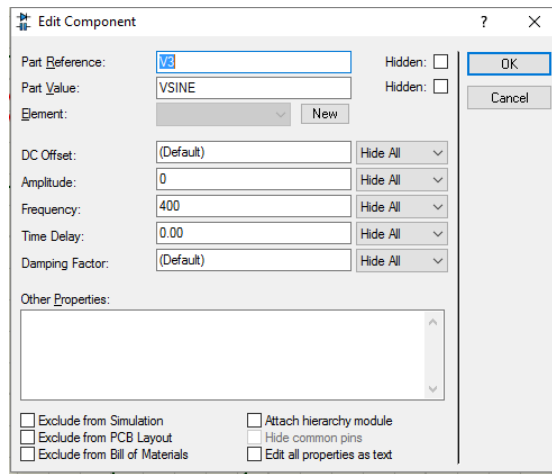 Edit Component
?
Part Reference: V3 Hidden:
OK
Part Value: VSINE Hidden:
Cancel
Element: New
DC Offset: (Default) Hide All
Amplitude: 0 Hide All
Frequency: 400 Hide All
Time Delay: 0.00 Hide All
Damping Factor: (Default) Hide All
Other Properties:
Exclude from Simulation Attach hierarchy module
Exclude from PCB Layout Hide common pins
Exclude from Bill of Materials Edit all properties as text